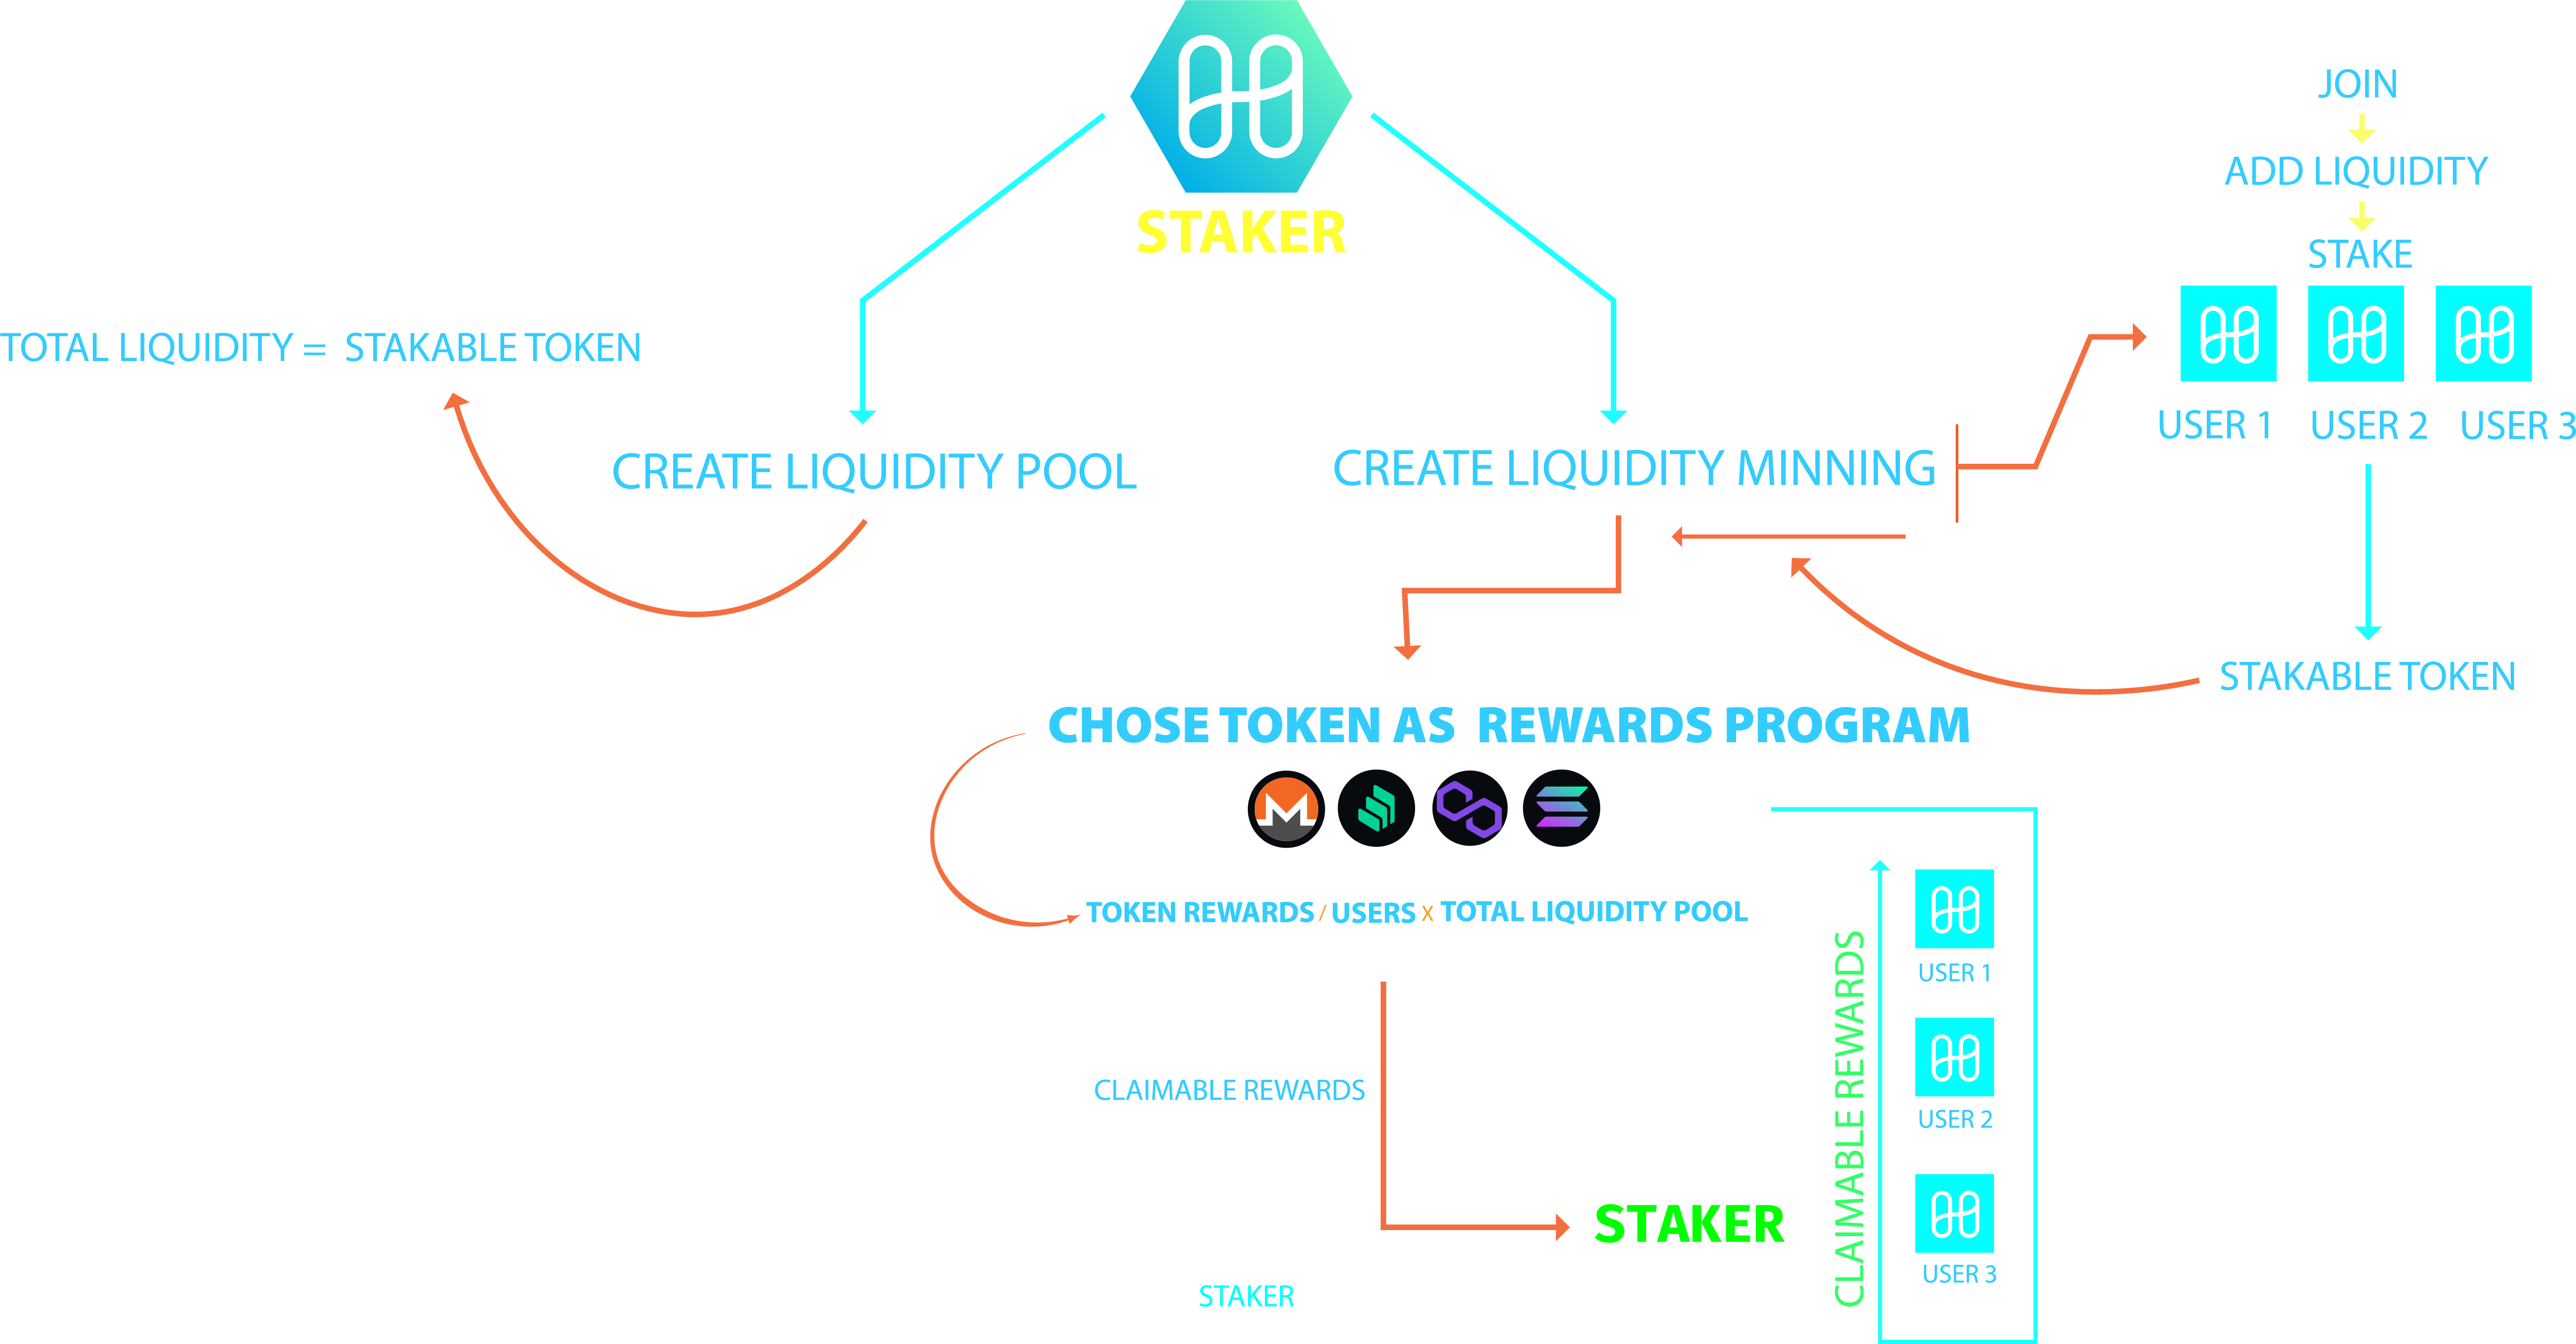 STAKER
JOIN
ADD LIQUIDITY
STAKE
USER 1 USER 2 USER 3
TOTAL LIQUIDITY = STAKABLE TOKEN
CREATE LIQUIDITY POOL
CREATE LIQUIDITY MINNING
STAKABLE TOKEN
CHOSE TOKEN AS REWARDS PROGRAM
TOKEN REWARDS / USERS X TOTAL LIQUIDITY POOL
CLAIMABLE REWARDS
STAKER
STAKER
CLAIMABLE REWARDS
USER 1
USER 2
USER 3